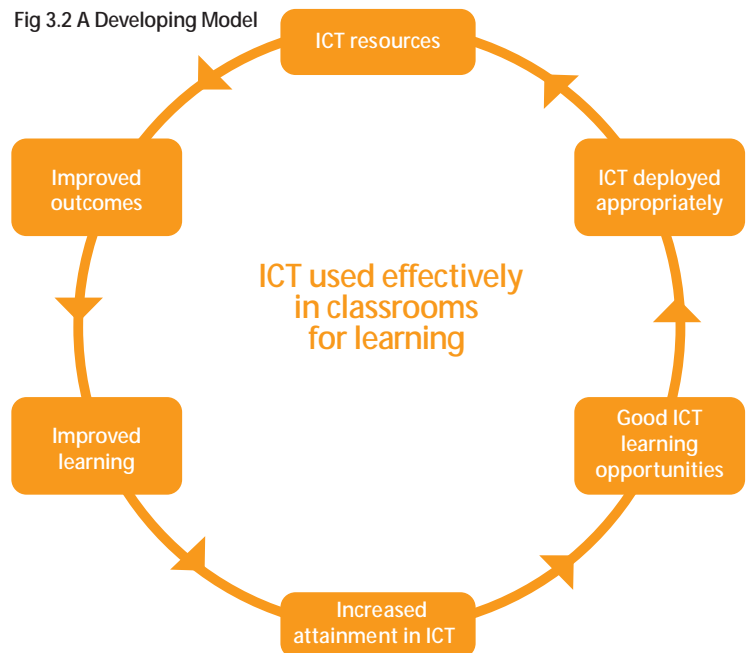 Fig 3.2 A Developing Model
ICT resources
Improved
outcomes
ICT deployed
appropriately
ICT used effectively
in classrooms
for learning
Improved
learning
Good ICT
learning
opportunities
Increased
attainment in ICT